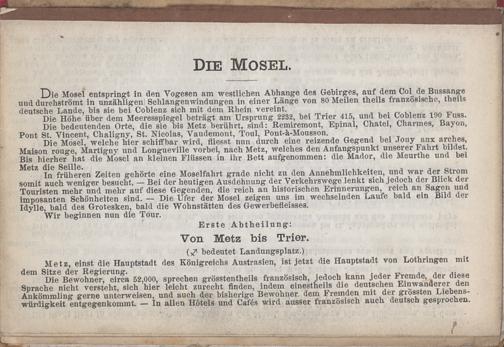 DIE MOSEL.
Die Mosel entspringt in den Vogesen am westlichen Abhange des Gebirges, auf dem Col de Bussange
und durchströmt in unzähligen Schlangenwindungen in einer Länge von 80 Meilen theils französische, theils
deutsche Lande, bis sie bei Coblenz sich mit dem Rhein vereint.
Die Höhe über dem Meeresspiegel beträgt am Ursprung 2232, bei Trier 415, und bei Coblenz 190 Fuss.
Die bedeutenden Orte, die sie bis Metz berührt, sind: Remiremont, Epinal, Chatel, Charmes, Bayon,
Pont St. Vincent, Chaligny, St. Nicolas, Vaudemont, Toul, Pont-à-Mousson.
Die Mosel, welche hier schiffbar wird, fliesst nun durch eine reizende Gegend bei Jouy aux arches,
Maison rouge, Martigny und Longueville vorbei, nach Metz, welches den Anfangspunkt unserer Fahrt bildet.
Bis hierher hat die Mosel an kleinen Flüssen in ihr Bett aufgenommen: die Mador, die Meurthe und bei
Metz die Seille.
In früheren Zeiten gehörte eine Moselfahrt grade nicht zu den Annehmlichkeiten, und war der Strom
somit auch weniger besucht. — Bei der heutigen Ausdehnung der Verkehrswege lenkt sich jedoch der Blick der
Touristen mehr und mehr auf diese Gegenden, die reich an historischen Erinnerungen, reich an Sagen und
imposanten Schönheiten sind. — Die Ufer der Mosel zeigen uns im wechselnden Laufe bald ein Bild der
Idylle, bald des Grotesken, bald die Wohnstätten des Gewerbefleisses.
Wir beginnen nun die Tour.
Erste Abtheilung:
Von Metz bis Trier.
( bedeutet Landungsplatz.)
Metz, einst die Hauptstadt des Königreichs Austrasien, ist jetzt die Hauptstadt von Lothringen mit
dem Sitze der Regierung.
Die Bewohner, circa 52,000, sprechen grösstentheils französisch, jedoch kann jeder Fremde, der diese
Sprache nicht versteht, sich hier leicht zurecht finden, indem einestheils die deutschen Einwanderer den
Ankömmling gerne unterweisen, und auch der bisherige Bewohner dem Fremden mit der grössten Liebens-
würdigkeit entgegenkommt. — In allen Hôtels und Cafés wird ausser französisch auch deutsch gesprochen.